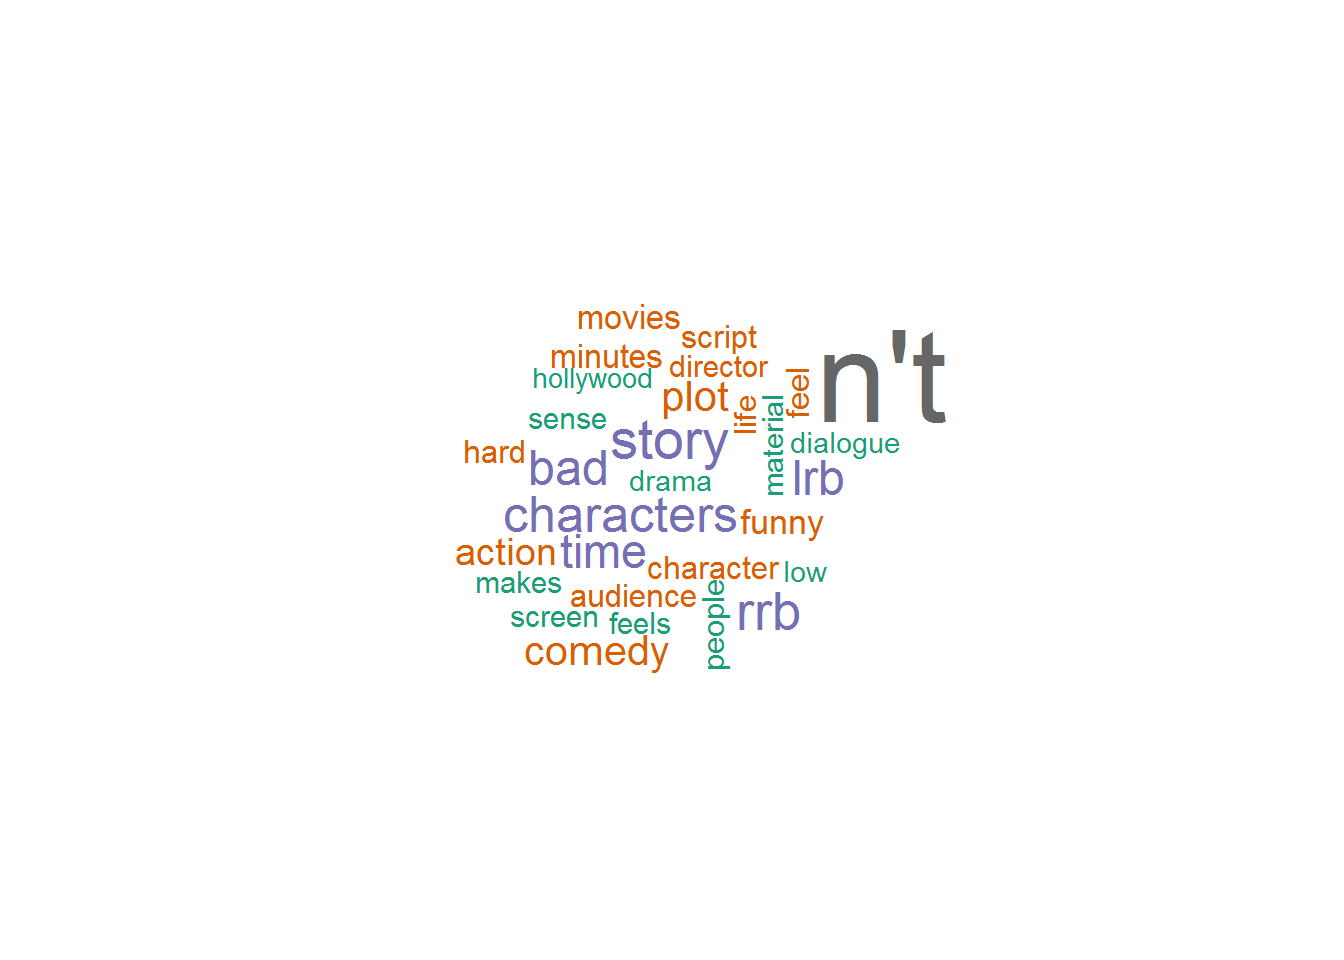 movies
script
minutes
director
hollywood
plot
life
feel
n't
sense
story
material
dialogue
hard
bad
drama
lrb
characters
funny
action
time
character
low
makes
audience
people
rrb
screen
feels
comedy